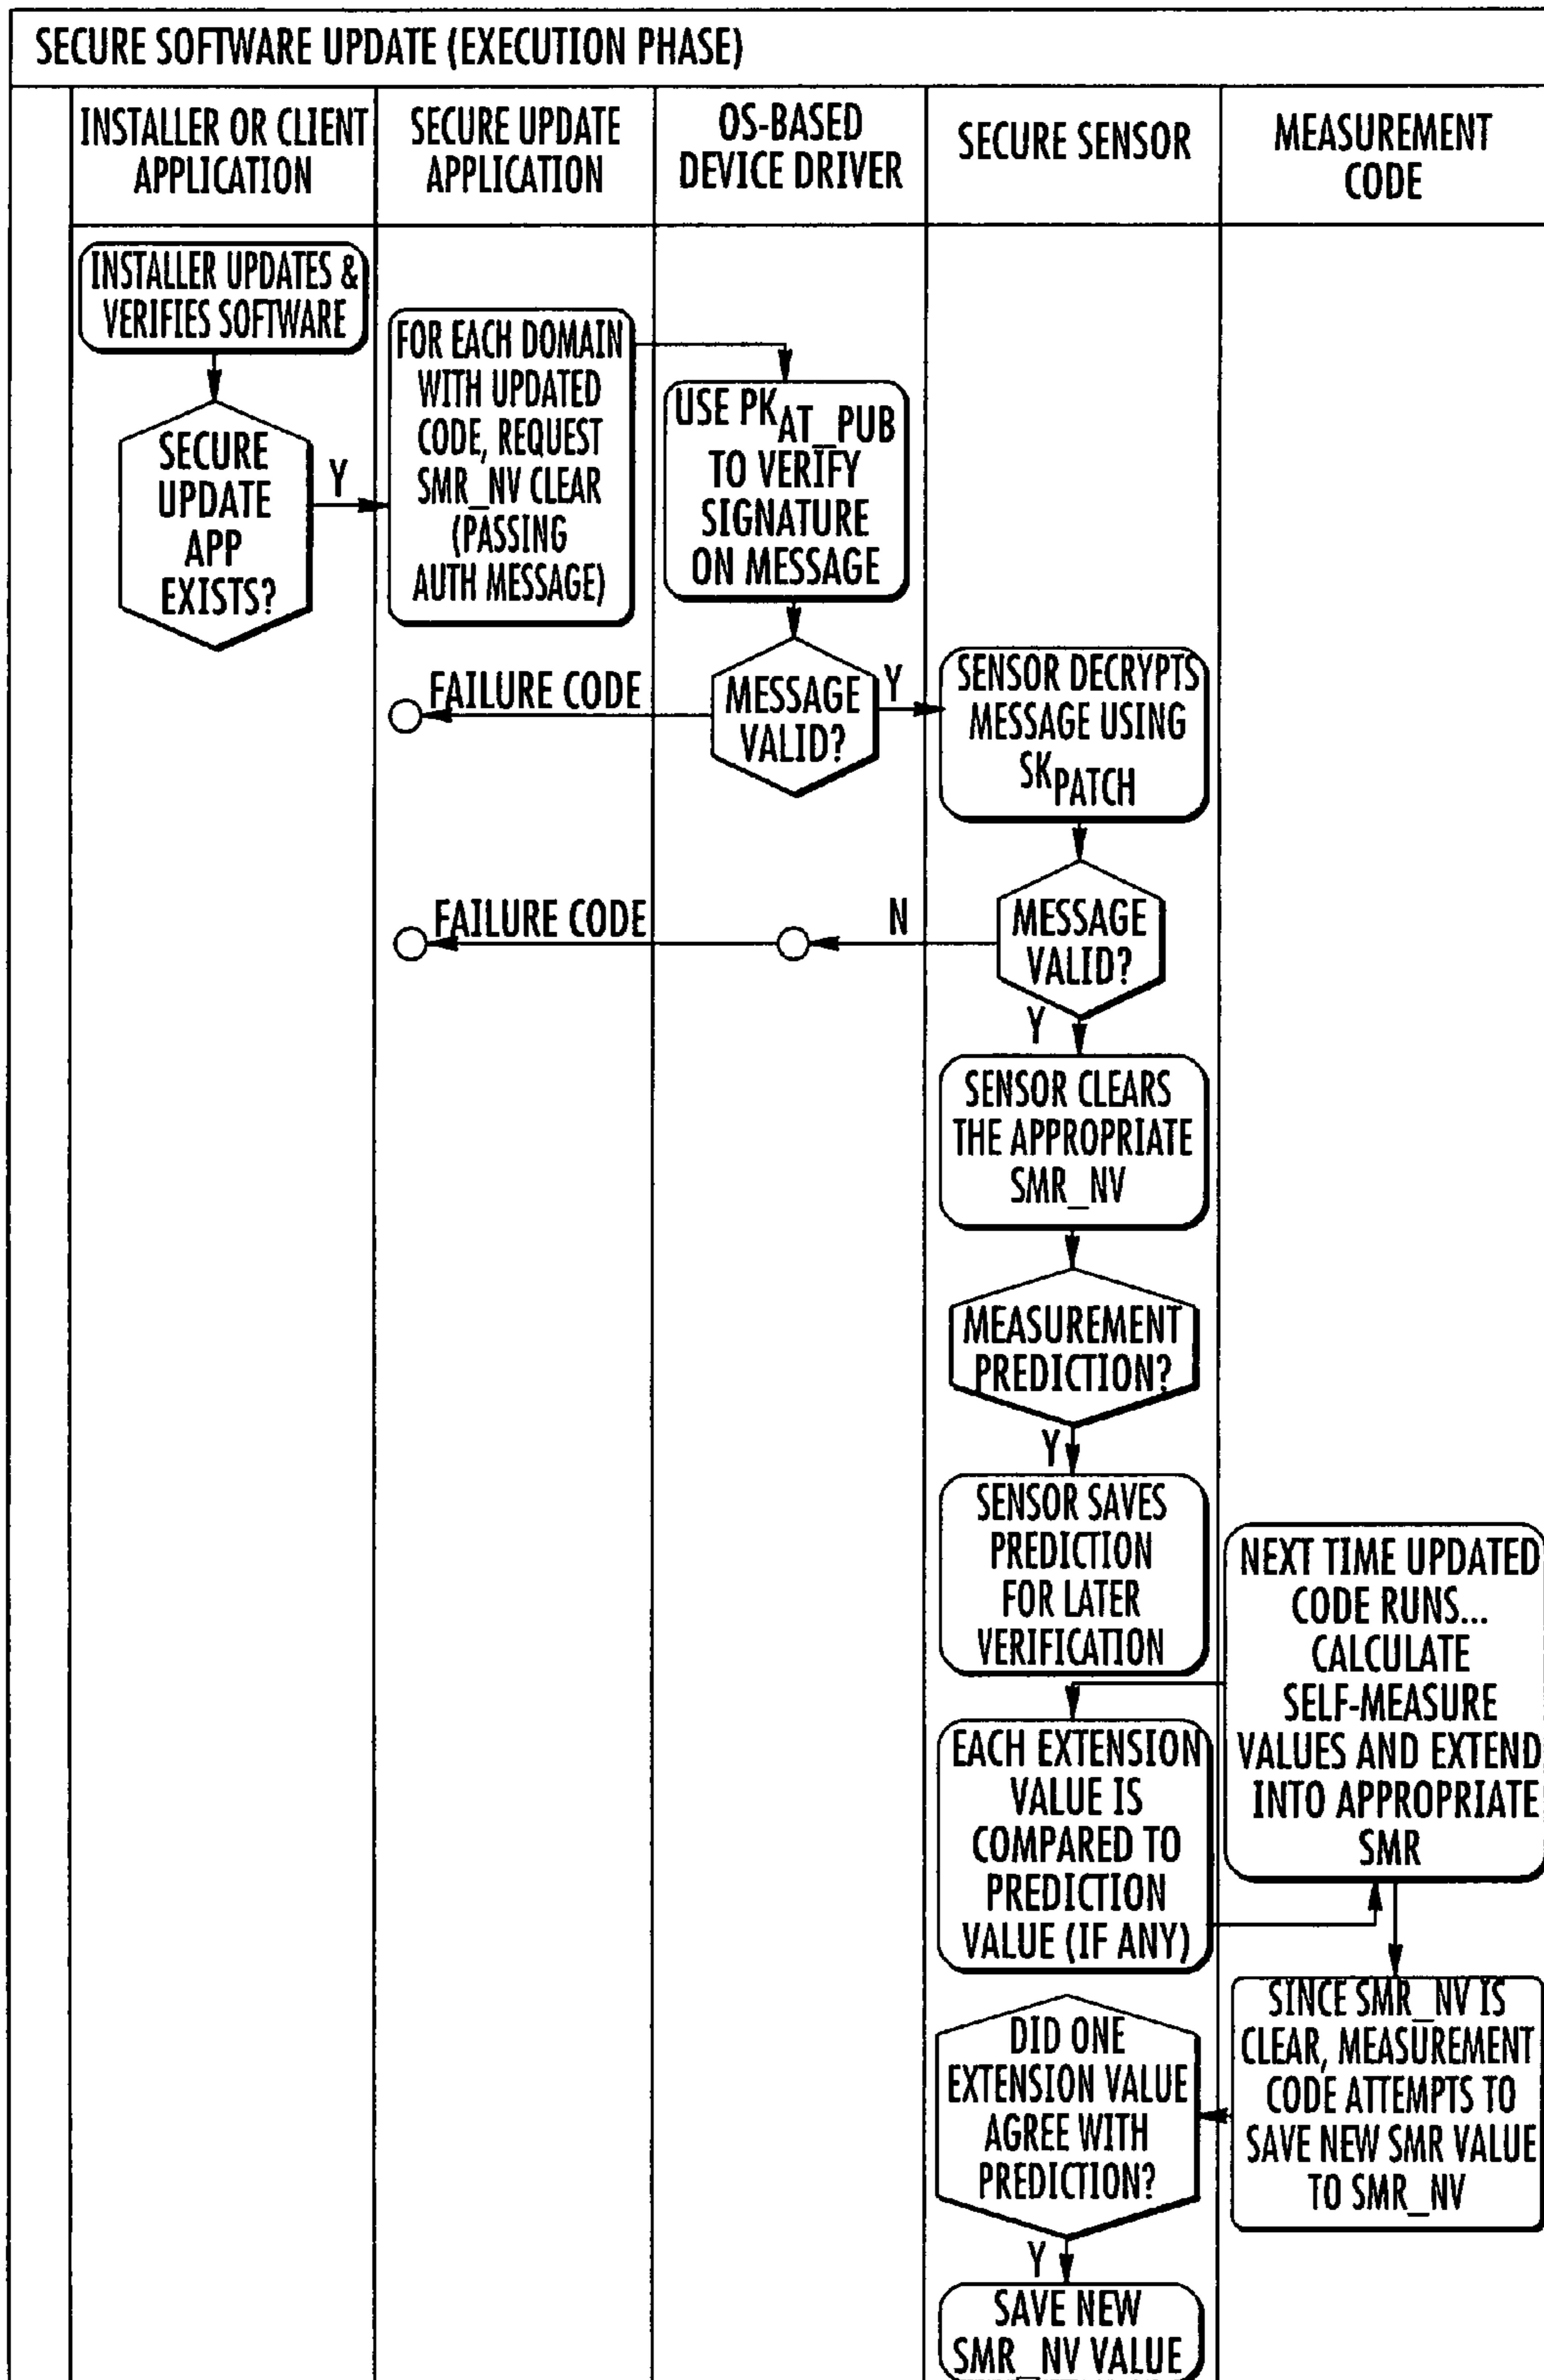 SECURE SOFTWARE UPDATE (EXECUTION PHASE)
INSTALLER OR CLIENT
APPLICATION
SECURE UPDATE
APPLICATION
OS-BASED
DEVICE DRIVER
SECURE SENSOR
MEASUREMENT
CODE
INSTALLER UPDATES &
VERIFIES SOFTWARE
SECURE
UPDATE
APP
EXISTS?
Y
FOR EACH DOMAIN
WITH UPDATED
CODE, REQUEST
SMR_NV CLEAR
(PASSING
AUTH MESSAGE)
USE PKAT_PUB
TO VERIFY
SIGNATURE
ON MESSAGE
MESSAGE
VALID?
Y
FAILURE CODE
SENSOR DECRYPTS
MESSAGE USING
SKPATCH
MESSAGE
VALID?
N
FAILURE CODE
Y
SENSOR CLEARS
THE APPROPRIATE
SMR_NV
MEASUREMENT
PREDICTION?
Y
SENSOR SAVES
PREDICTION
FOR LATER
VERIFICATION
NEXT TIME UPDATED
CODE RUNS...
CALCULATE
SELF-MEASURE
VALUES AND EXTEND
INTO APPROPRIATE
SMR
EACH EXTENSION
VALUE IS
COMPARED TO
PREDICTION
VALUE (IF ANY)
SINCE SMR_NV IS
CLEAR, MEASUREMENT
CODE ATTEMPTS TO
SAVE NEW SMR VALUE
TO SMR_NV
DID ONE
EXTENSION VALUE
AGREE WITH
PREDICTION?
Y
SAVE NEW
SMR_NV VALUE